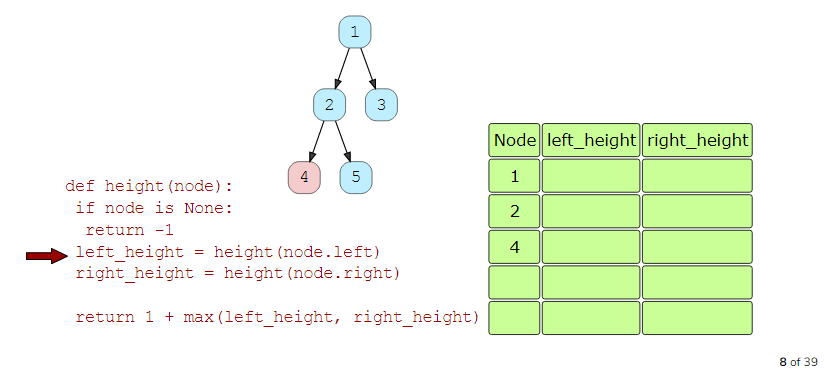 1
2
3
4
5
def height(node):
if node is None:
return -1
left_height = height(node.left)
right_height = height(node.right)
return 1 + max(left_height, right_height)
Node left_height right_height
1
2
4
8 of 39